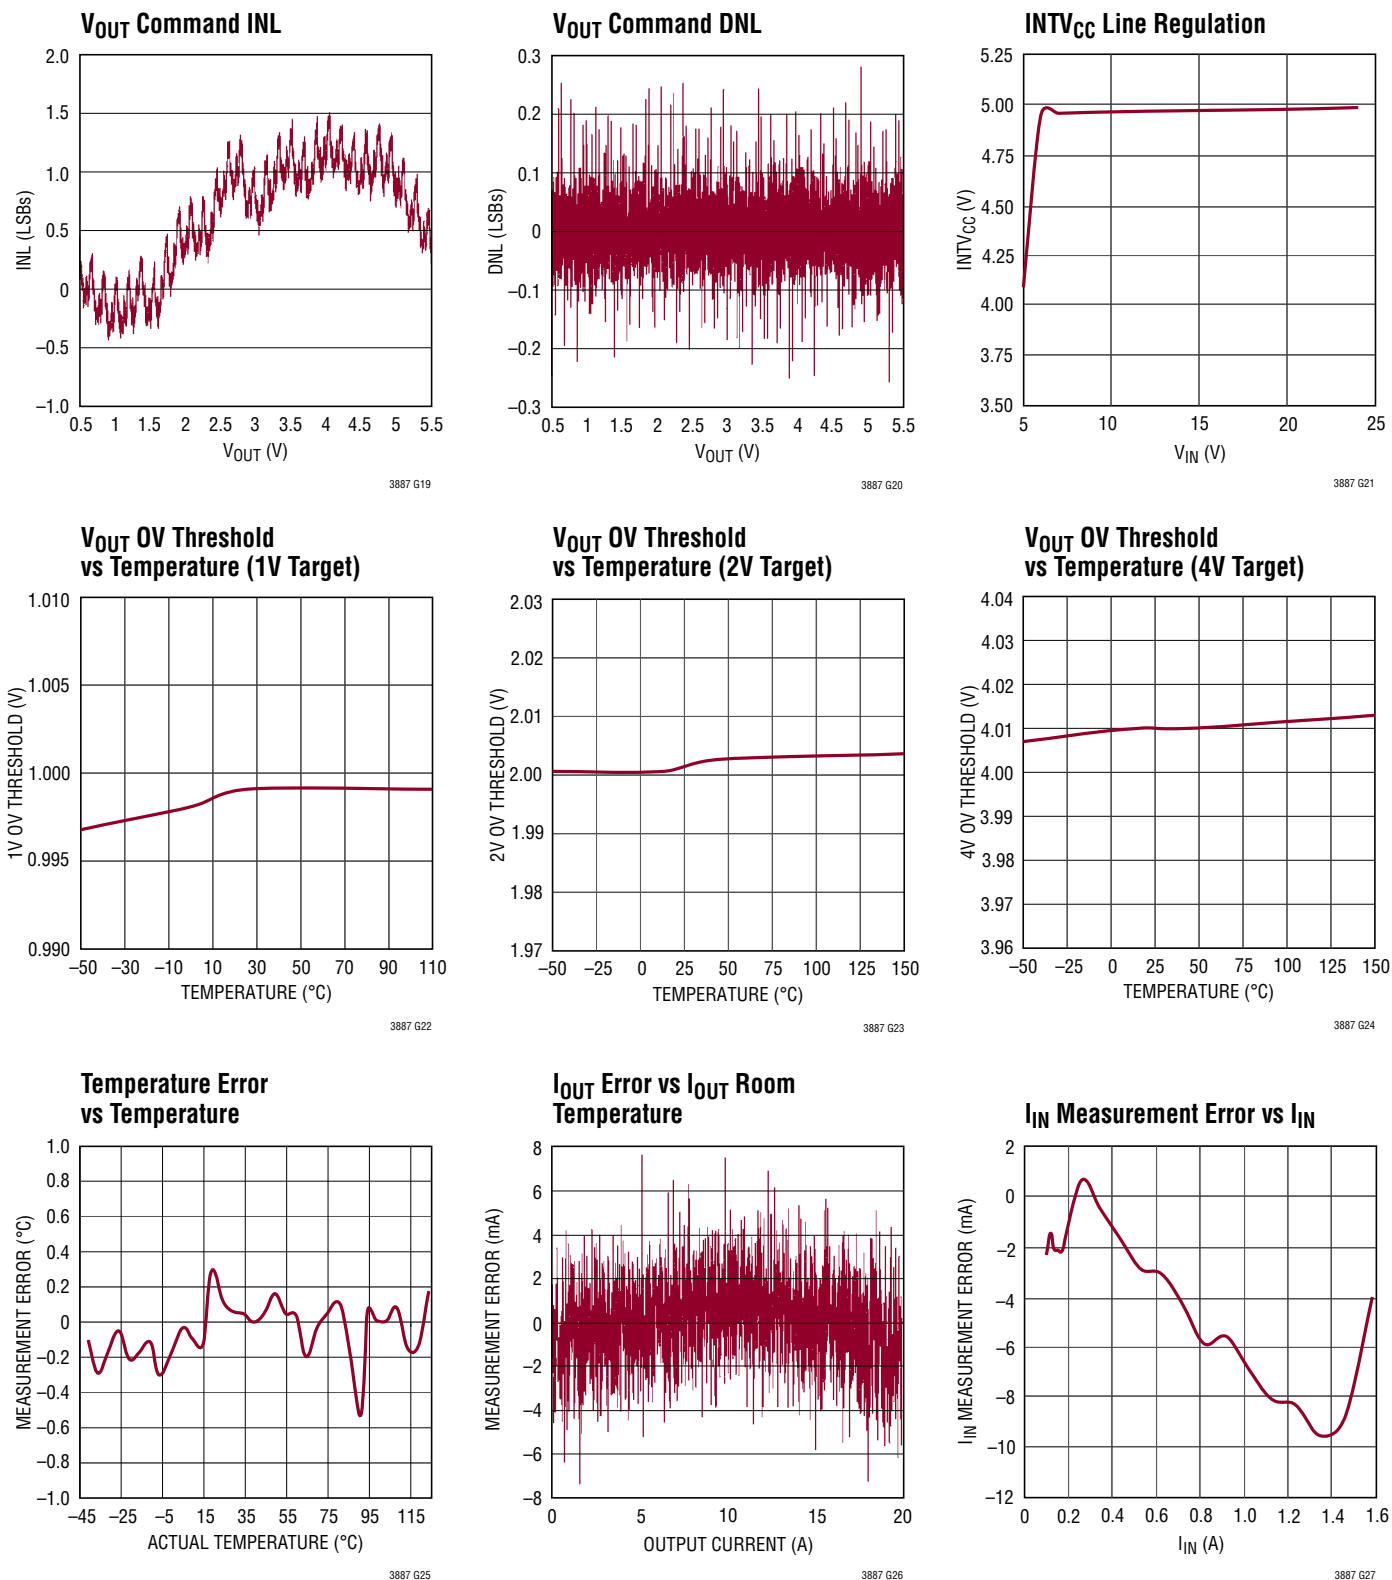 VOUT Command INL
2.0
1.5
1.0
0.5
0
–0.5
–1.0
INL (LSBs)
0.5 1 1.5 2 2.5 3 3.5 4 4.5 5 5.5
VOUT (V)
3887 G19
VOUT Command DNL
0.3
0.2
0.1
0
–0.1
–0.2
–0.3
DNL (LSBs)
0.5 1 1.5 2 2.5 3 3.5 4 4.5 5 5.5
VOUT (V)
3887 G20
INTVCC Line Regulation
5.25
5.00
4.75
4.50
4.25
4.00
3.75
3.50
INTVCC (V)
5 10 15 20 25
VIN (V)
3887 G21
VOUT OV Threshold
vs Temperature (1V Target)
1.010
1.005
1.000
0.995
0.990
1V OV THRESHOLD (V)
–50 –30 –10 10 30 50 70 90 110
TEMPERATURE (°C)
3887 G22
VOUT OV Threshold
vs Temperature (2V Target)
2.03
2.02
2.01
2.00
1.99
1.98
1.97
2V OV THRESHOLD (V)
–50 –25 0 25 50 75 100 125 150
TEMPERATURE (°C)
3887 G23
VOUT OV Threshold
vs Temperature (4V Target)
4.04
4.03
4.02
4.01
4.00
3.99
3.98
3.97
3.96
4V OV THRESHOLD (V)
–50 –25 0 25 50 75 100 125 150
TEMPERATURE (°C)
3887 G24
Temperature Error
vs Temperature
1.0
0.8
0.6
0.4
0.2
0
–0.2
–0.4
–0.6
–0.8
–1.0
MEASUREMENT ERROR (°C)
–45 –25 –5 15 35 55 75 95 115
ACTUAL TEMPERATURE (°C)
3887 G25
IOUT Error vs IOUT Room
Temperature
8
6
4
2
0
–2
–4
–6
–8
MEASUREMENT ERROR (mA)
0 5 10 15 20
OUTPUT CURRENT (A)
3887 G26
IIN Measurement Error vs IIN
2
0
–2
–4
–6
–8
–10
–12
IIN MEASUREMENT ERROR (mA)
0 0.2 0.4 0.6 0.8 1.0 1.2 1.4 1.6
IIN (A)
3887 G27